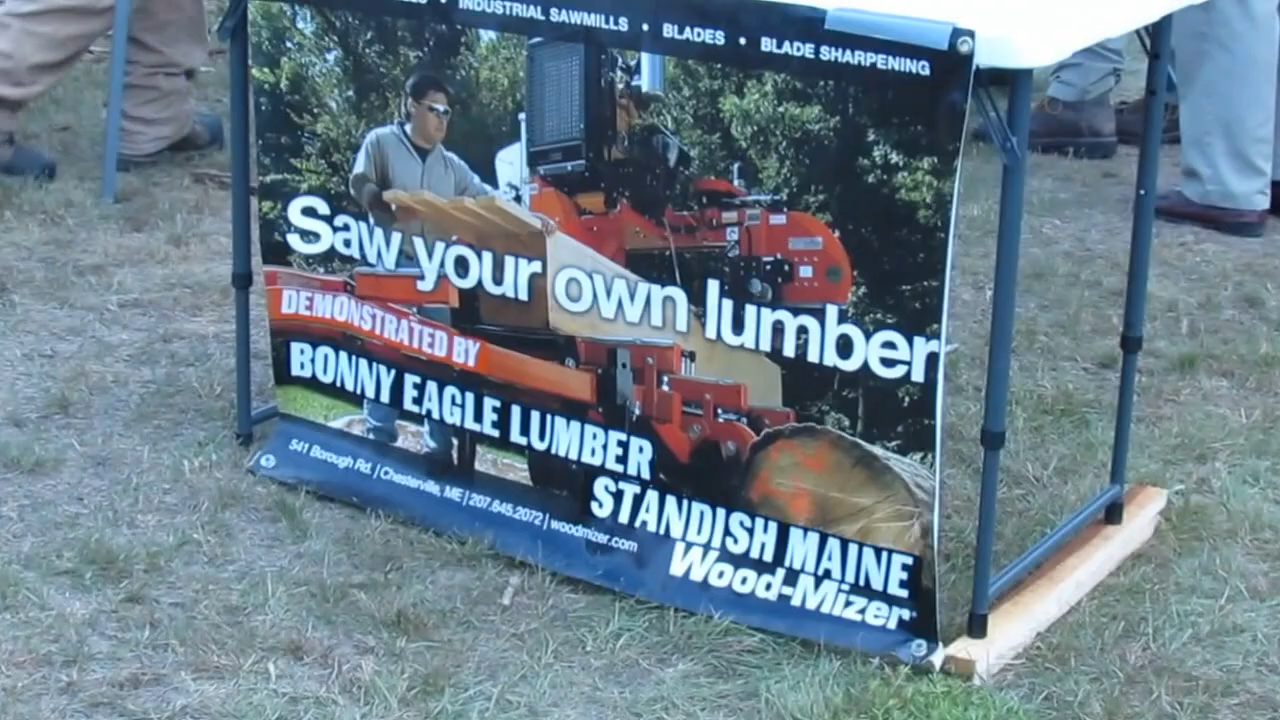 • INDUSTRIAL SAWMILLS • BLADES • BLADE SHARPENING
Saw your own lumber
DEMONSTRATED BY
BONNY EAGLE LUMBER
STANDISH MAINE
541 Borough Rd. | Chesterville, ME | 207.645.2072 | woodmizer.com
Wood-Mizer